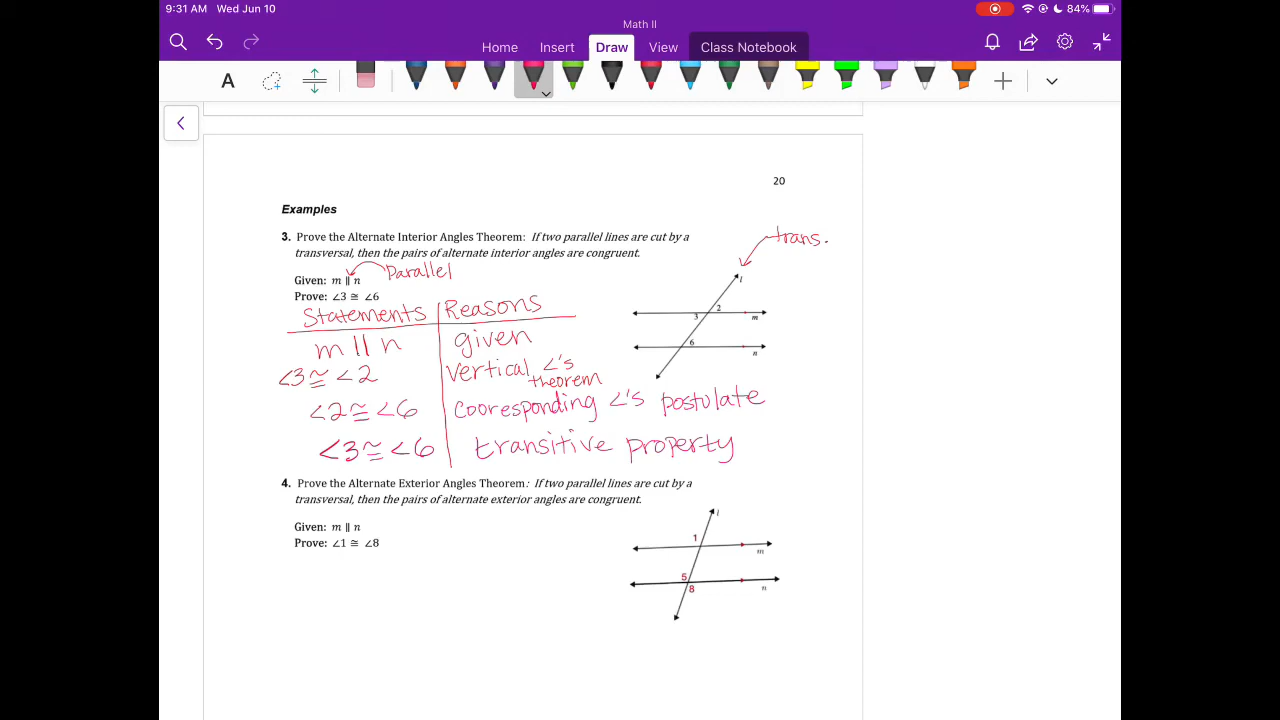 9:31 AM Wed Jun 10
84%
Math II
Home Insert Draw View Class Notebook
A
20
Examples
3. Prove the Alternate Interior Angles Theorem: If two parallel lines are cut by a
transversal, then the pairs of alternate interior angles are congruent.
trans.
Given: m ∥ n
Parallel
Prove: ∠3 ≅ ∠6
l
2
3
m
6
n
Statements Reasons
m || n given
∠3 ≅ ∠2 Vertical ∠'s
theorem
∠2 ≅ ∠6 Cooresponding ∠'s postulate
∠3 ≅ ∠6 transitive property
4. Prove the Alternate Exterior Angles Theorem: If two parallel lines are cut by a
transversal, then the pairs of alternate exterior angles are congruent.
Given: m ∥ n
Prove: ∠1 ≅ ∠8
l
1
m
5
8
n